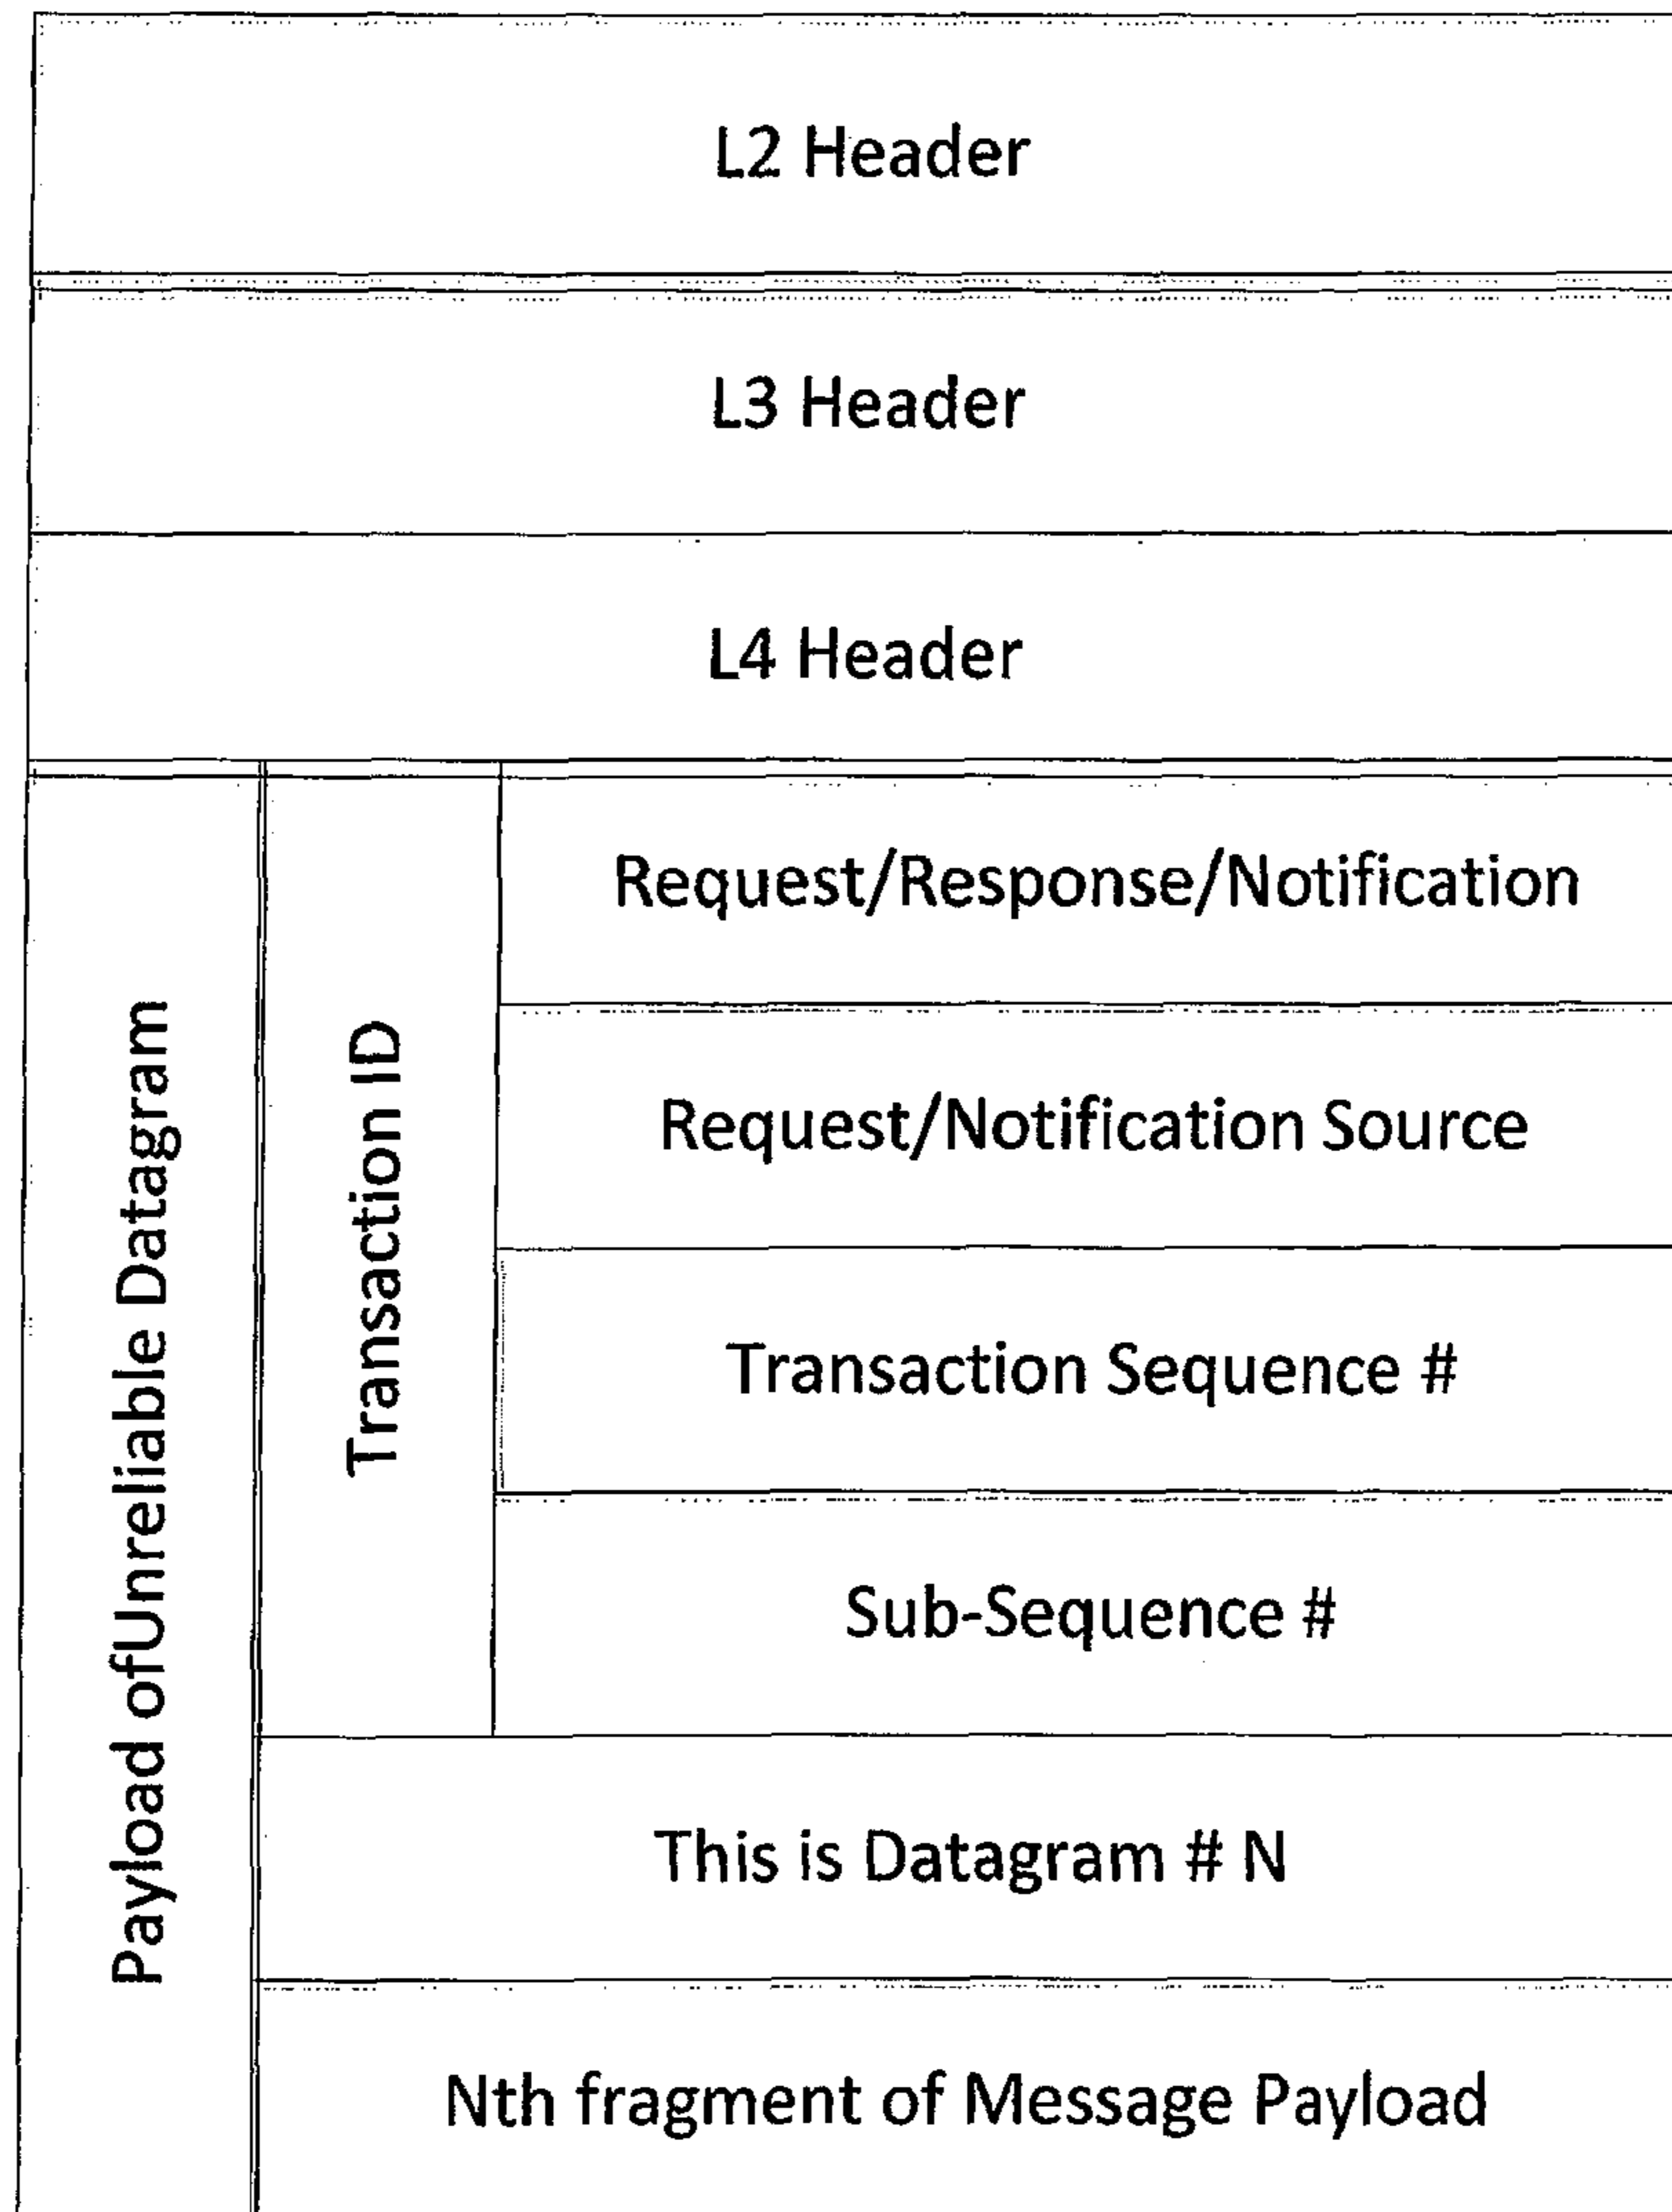 L2 Header
L3 Header
L4 Header
Payload ofUnreliable Datagram
Transaction ID
Request/Response/Notification
Request/Notification Source
Transaction Sequence #
Sub-Sequence #
This is Datagram # N
Nth fragment of Message Payload